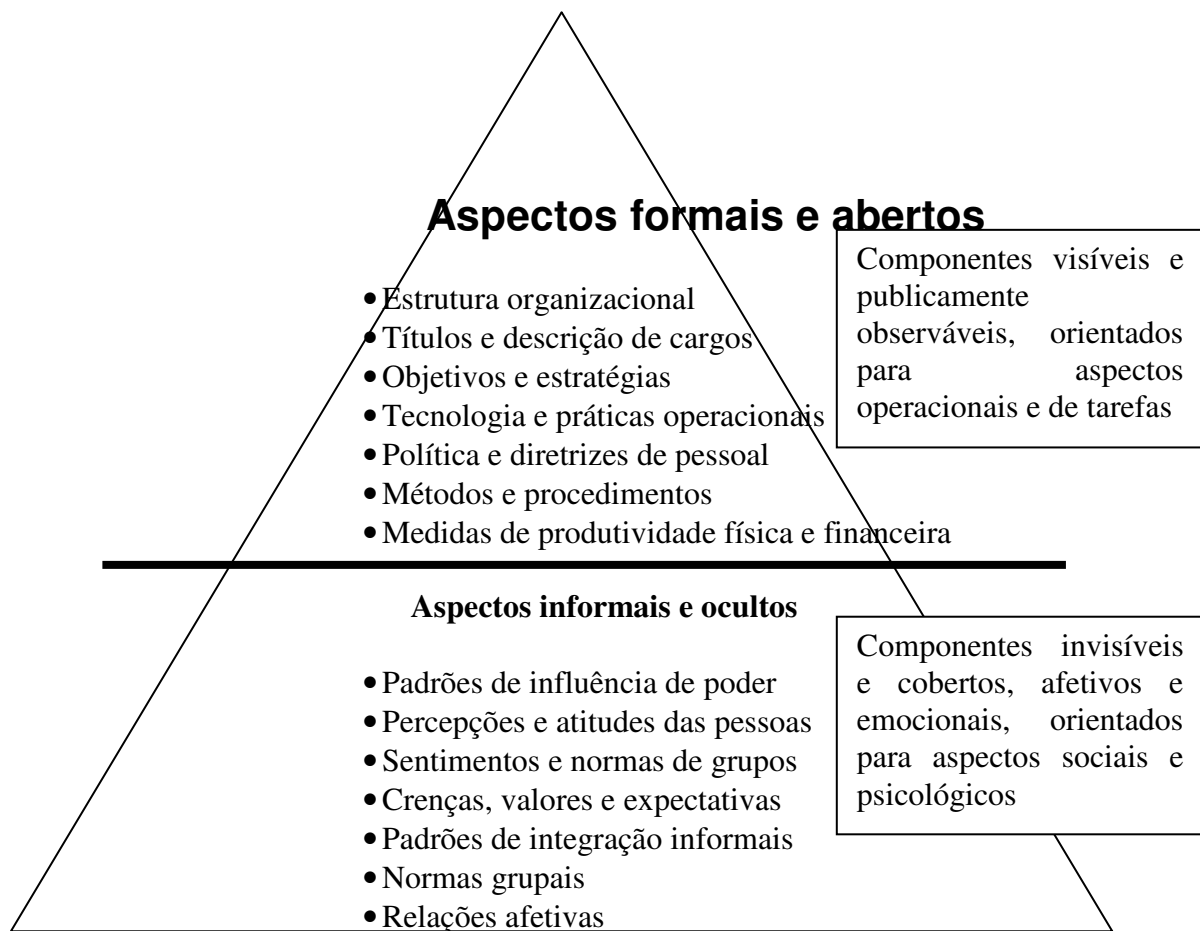 Aspectos formais e abertos
Componentes visíveis e
publicamente
observáveis, orientados
para aspectos
operacionais e de tarefas
•Estrutura organizacional
•Títulos e descrição de cargos
•Objetivos e estratégias
•Tecnologia e práticas operacionais
•Política e diretrizes de pessoal
•Métodos e procedimentos
•Medidas de produtividade física e financeira
Aspectos informais e ocultos
Componentes invisíveis
e cobertos, afetivos e
emocionais, orientados
para aspectos sociais e
psicológicos
•Padrões de influência de poder
•Percepções e atitudes das pessoas
•Sentimentos e normas de grupos
•Crenças, valores e expectativas
•Padrões de integração informais
•Normas grupais
•Relações afetivas